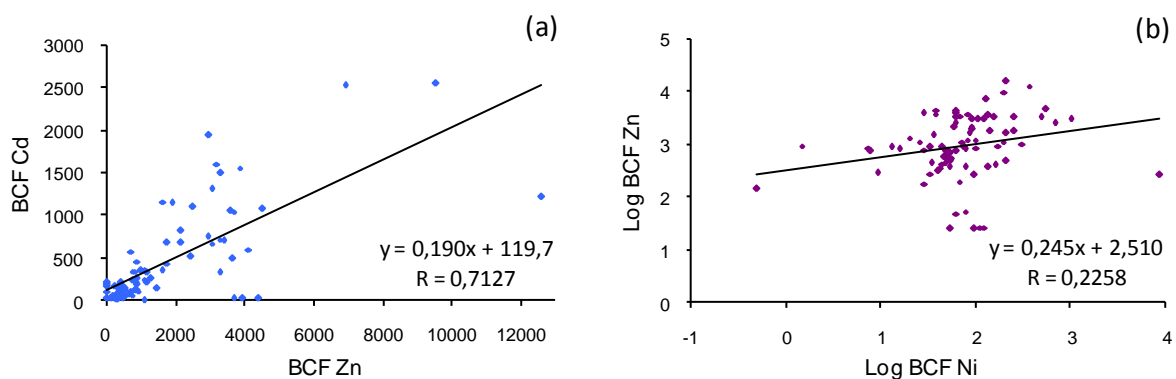 (a)
3000
2500
2000
1500
1000
500
0
BCF Cd
y = 0,190x + 119,7
R = 0,7127
0 2000 4000 6000 8000 10000 12000
BCF Zn
(b)
5
4
3
2
1
0
Log BCF Zn
y = 0,245x + 2,510
R = 0,2258
-1 0 1 2 3 4
Log BCF Ni